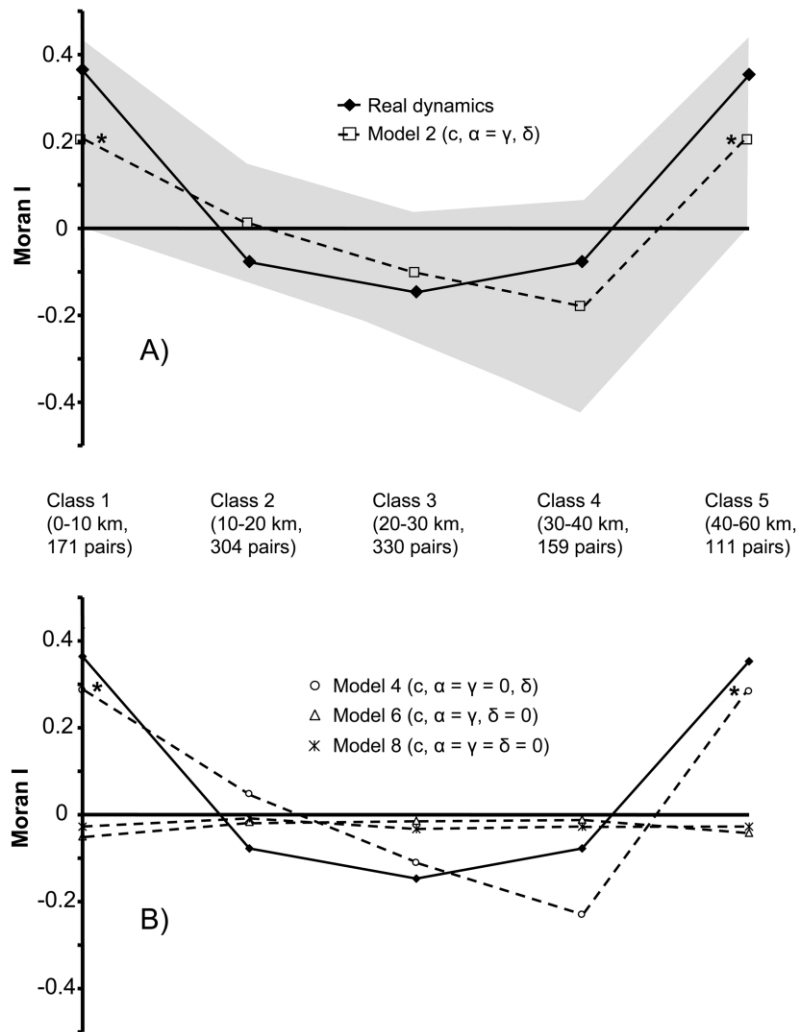 0.4
0.2
0
-0.2
-0.4
Moran I
Real dynamics
Model 2 (c, α = γ, δ)
*
*
A)
Class 1
(0-10 km,
171 pairs)
Class 2
(10-20 km,
304 pairs)
Class 3
(20-30 km,
330 pairs)
Class 4
(30-40 km,
159 pairs)
Class 5
(40-60 km,
111 pairs)
0.4
0.2
0
-0.2
-0.4
Moran I
Model 4 (c, α = γ = 0, δ)
Model 6 (c, α = γ, δ = 0)
Model 8 (c, α = γ = δ = 0)
*
*
B)